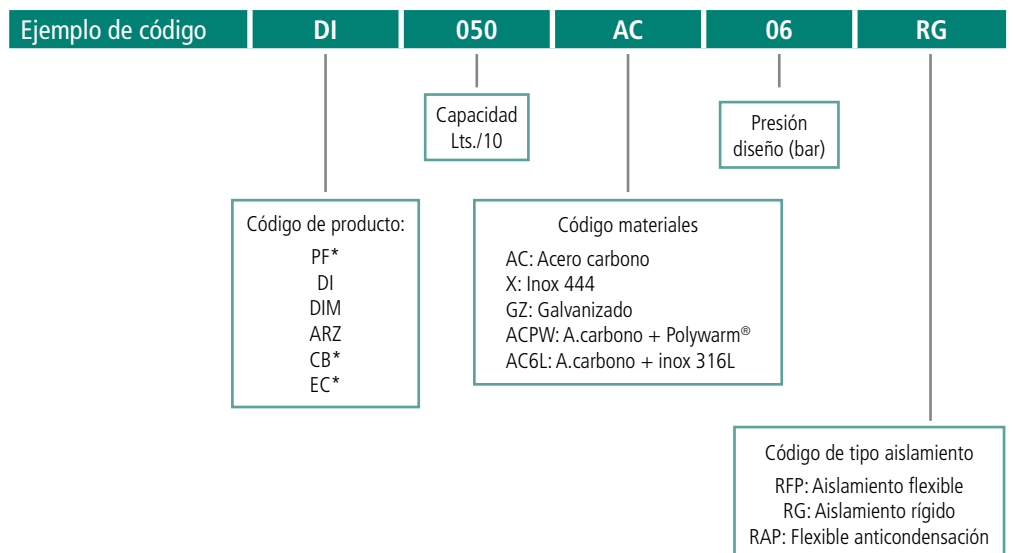 Ejemplo de código DI 050 AC 06 RG
Capacidad
Lts./10
Presión
diseño (bar)
Código de producto:
PF*
DI
DIM
ARZ
CB*
EC*
Código materiales
AC: Acero carbono
X: Inox 444
GZ: Galvanizado
ACPW: A.carbono + Polywarm®
AC6L: A.carbono + inox 316L
Código de tipo aislamiento
RFP: Aislamiento flexible
RG: Aislamiento rígido
RAP: Flexible anticondensación